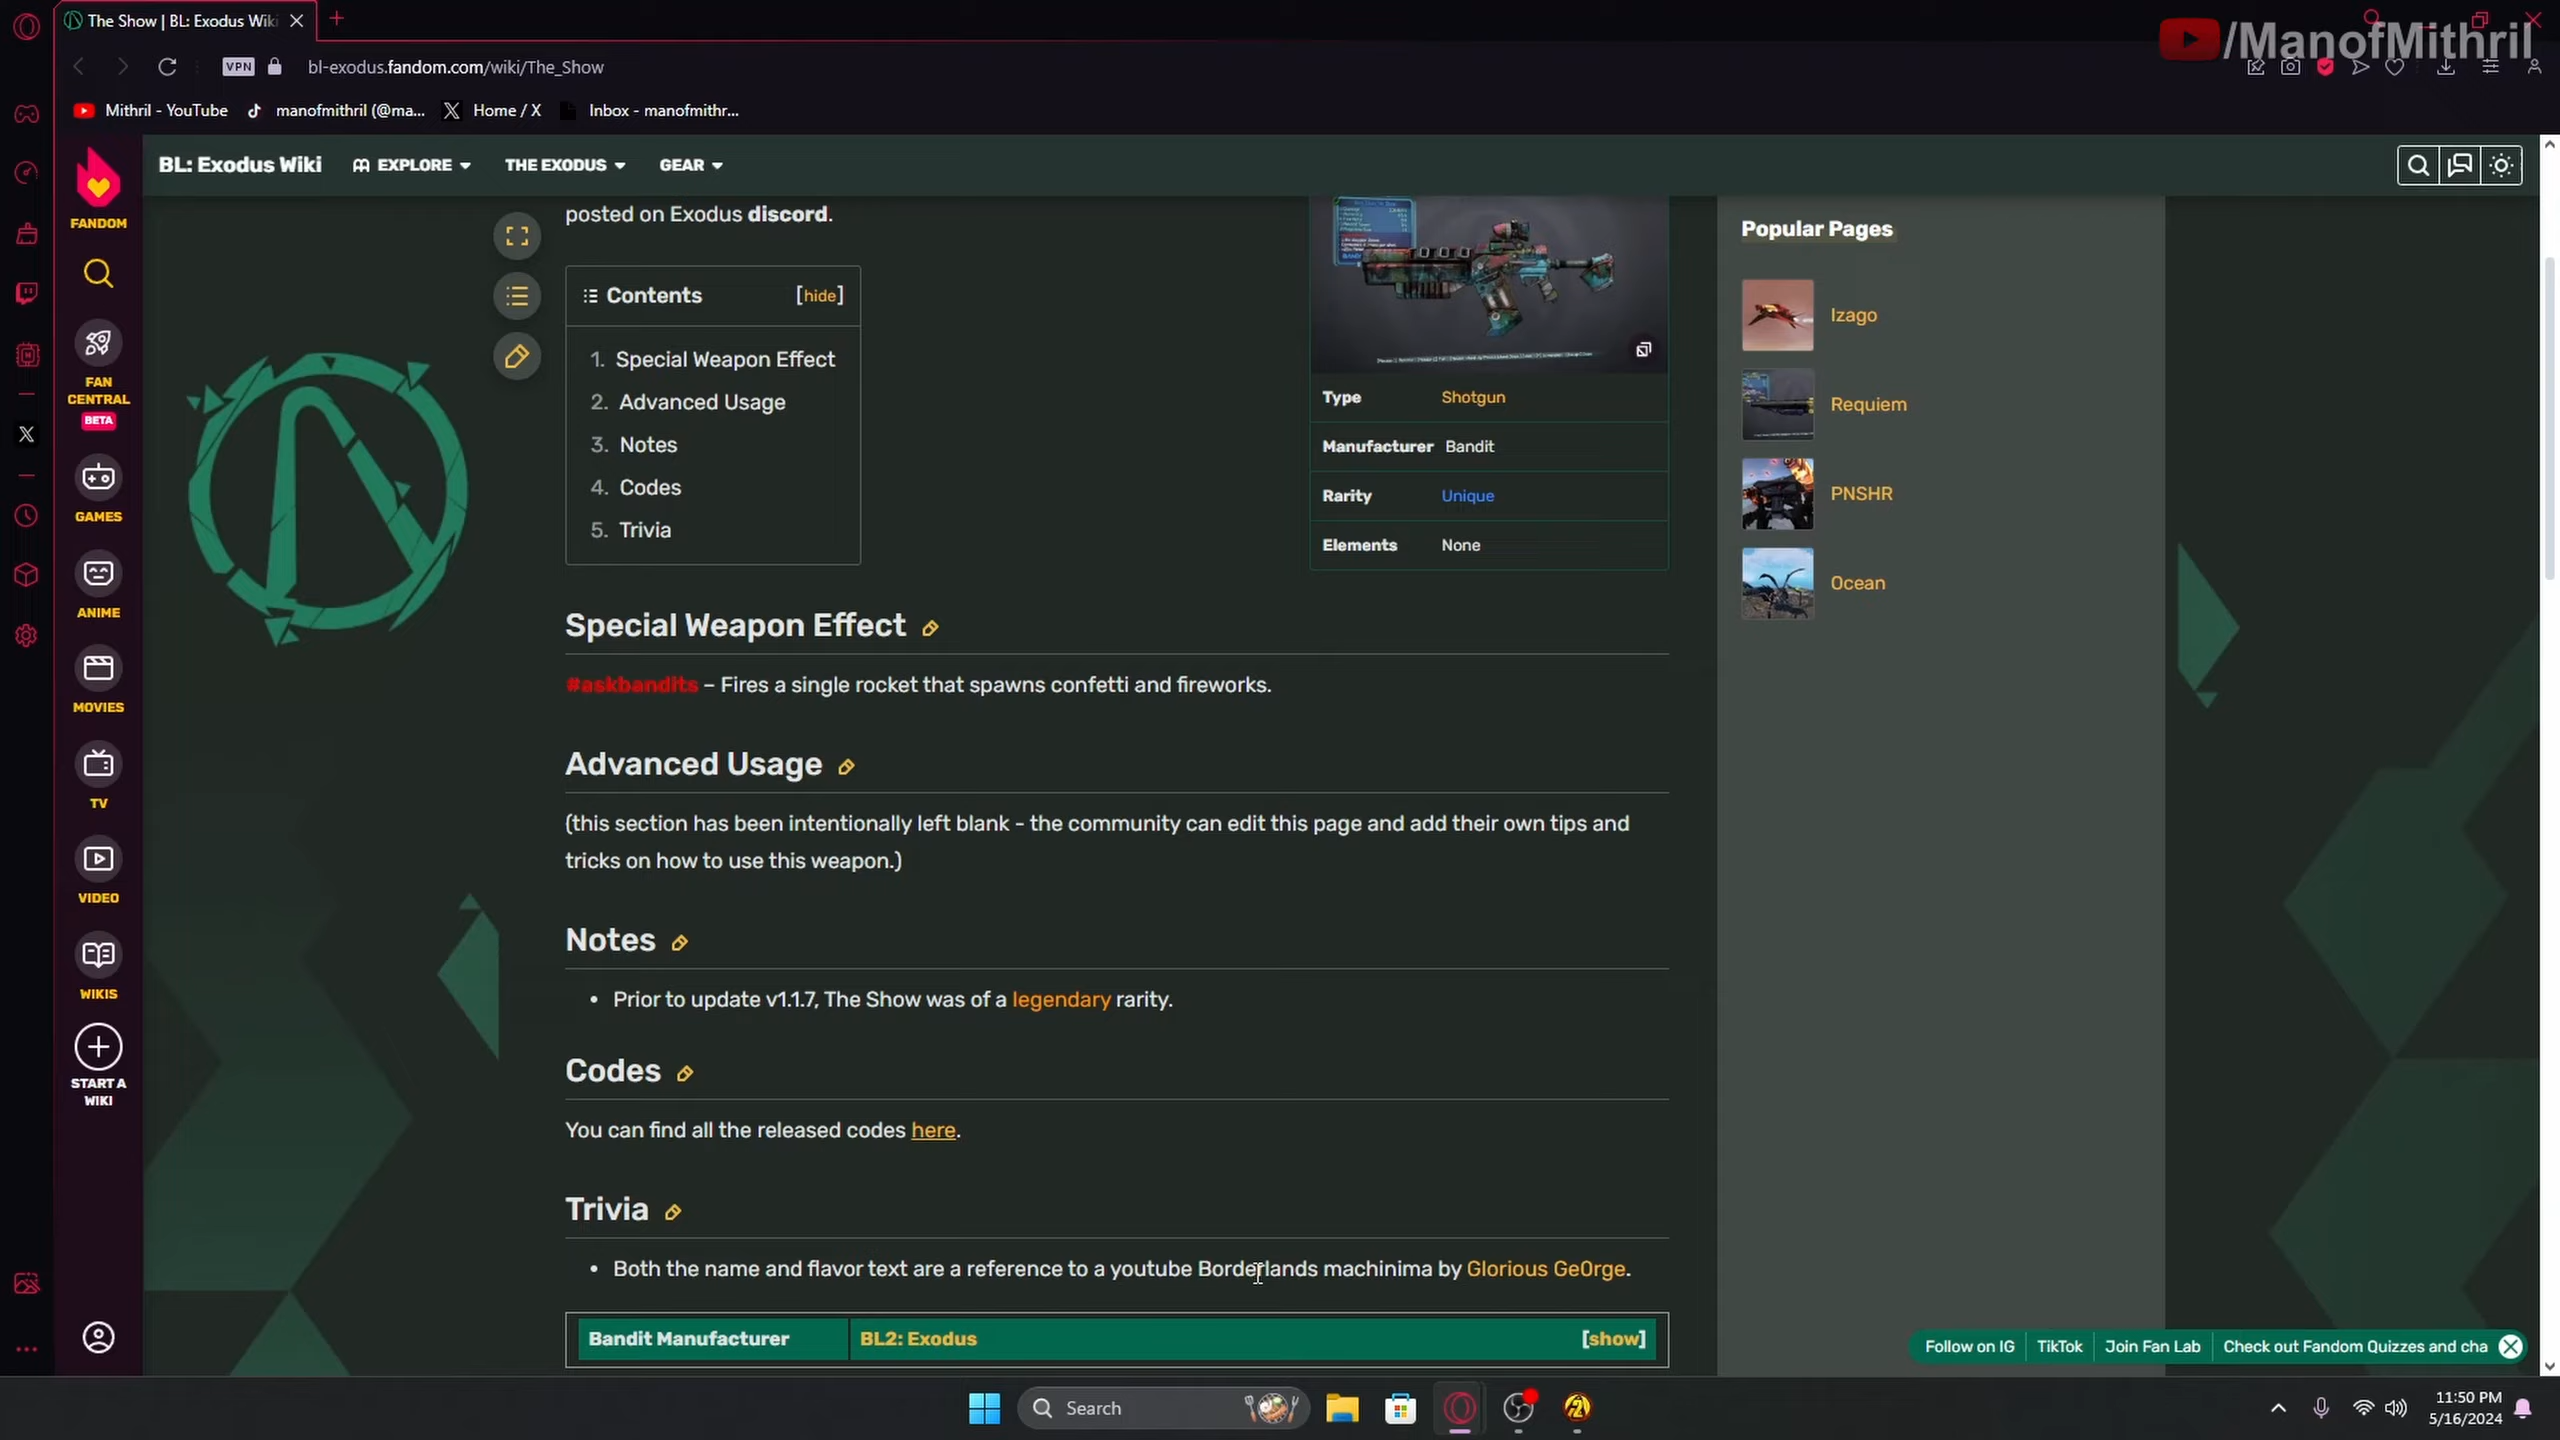 The Show | BL: Exodus Wiki
/ManofMithril
VPN
bl-exodus.fandom.com/wiki/The_Show
Mithril - YouTube
manofmithril (@ma...
Home / X
Inbox - manofmithr...
BL: Exodus Wiki
EXPLORE
THE EXODUS
GEAR
FANDOM
FAN
CENTRAL
BETA
GAMES
ANIME
MOVIES
TV
VIDEO
WIKIS
START A
WIKI
posted on Exodus discord.
Contents [hide]
1. Special Weapon Effect
2. Advanced Usage
3. Notes
4. Codes
5. Trivia
Type Shotgun
Manufacturer Bandit
Rarity Unique
Elements None
Popular Pages
Izago
Requiem
PNSHR
Ocean
Special Weapon Effect
#askbandits – Fires a single rocket that spawns confetti and fireworks.
Advanced Usage
(this section has been intentionally left blank - the community can edit this page and add their own tips and
tricks on how to use this weapon.)
Notes
• Prior to update v1.1.7, The Show was of a legendary rarity.
Codes
You can find all the released codes here.
Trivia
• Both the name and flavor text are a reference to a youtube Borderlands machinima by Glorious Ge0rge.
Bandit Manufacturer BL2: Exodus [show]
Follow on IG
TikTok
Join Fan Lab
Check out Fandom Quizzes and cha
Search
11:50 PM
5/16/2024